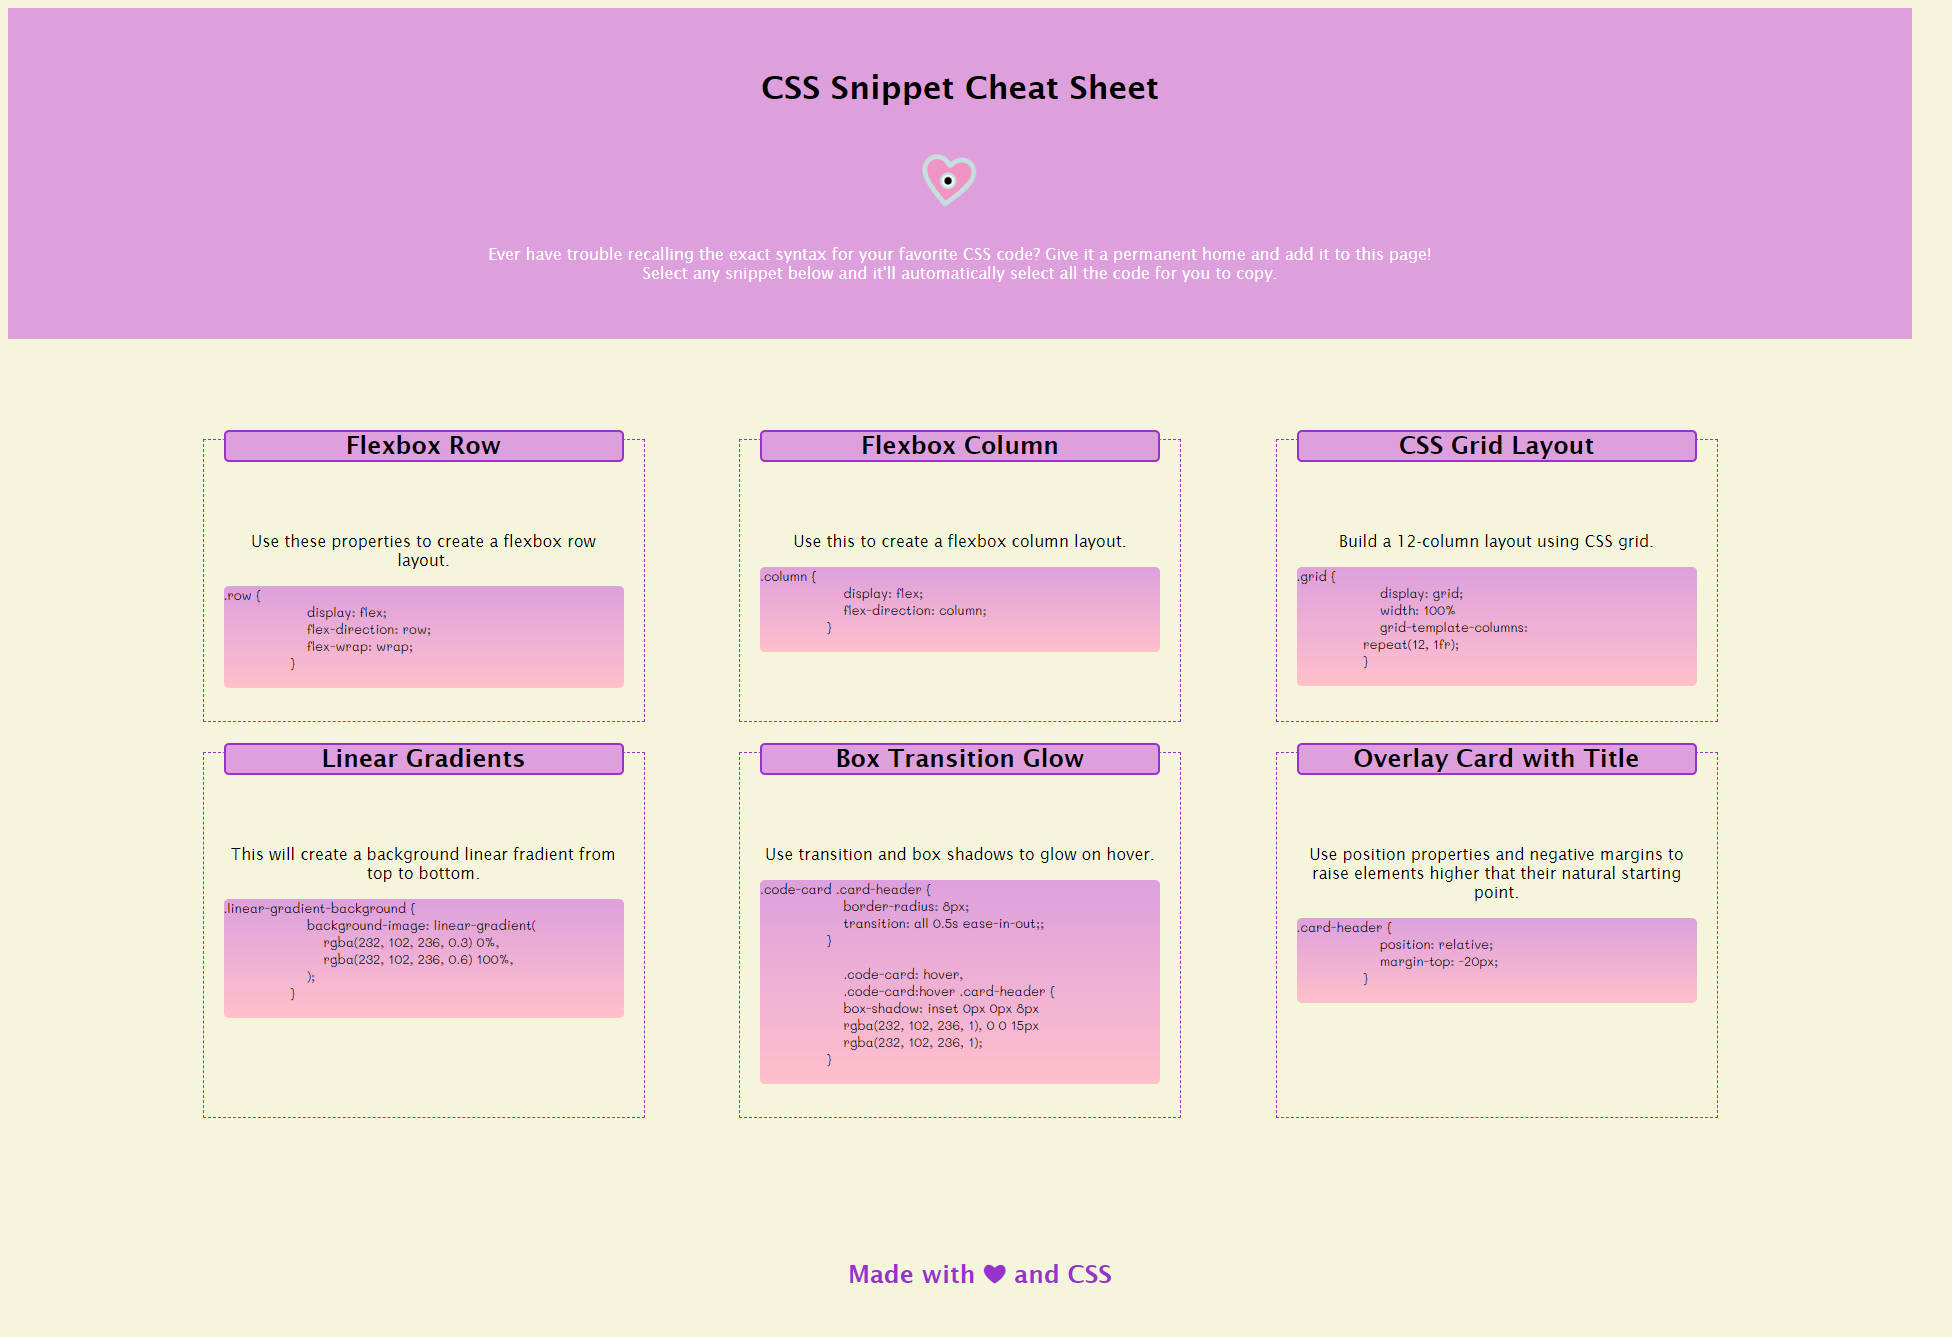 CSS Snippet Cheat Sheet
Ever have trouble recalling the exact syntax for your favorite CSS code? Give it a permanent home and add it to this page!
Select any snippet below and it'll automatically select all the code for you to copy.
Flexbox Row
Use these properties to create a flexbox row
layout.
.row {
display: flex;
flex-direction: row;
flex-wrap: wrap;
}
Flexbox Column
Use this to create a flexbox column layout.
.column {
display: flex;
flex-direction: column;
}
CSS Grid Layout
Build a 12-column layout using CSS grid.
.grid {
display: grid;
width: 100%
grid-template-columns:
repeat(12, 1fr);
}
Linear Gradients
This will create a background linear fradient from
top to bottom.
.linear-gradient-background {
background-image: linear-gradient(
rgba(232, 102, 236, 0.3) 0%,
rgba(232, 102, 236, 0.6) 100%,
);
}
Box Transition Glow
Use transition and box shadows to glow on hover.
.code-card .card-header {
border-radius: 8px;
transition: all 0.5s ease-in-out;;
}
.code-card: hover,
.code-card:hover .card-header {
box-shadow: inset 0px 0px 8px
rgba(232, 102, 236, 1), 0 0 15px
rgba(232, 102, 236, 1);
}
Overlay Card with Title
Use position properties and negative margins to
raise elements higher that their natural starting
point.
.card-header {
position: relative;
margin-top: -20px;
}
Made with and CSS